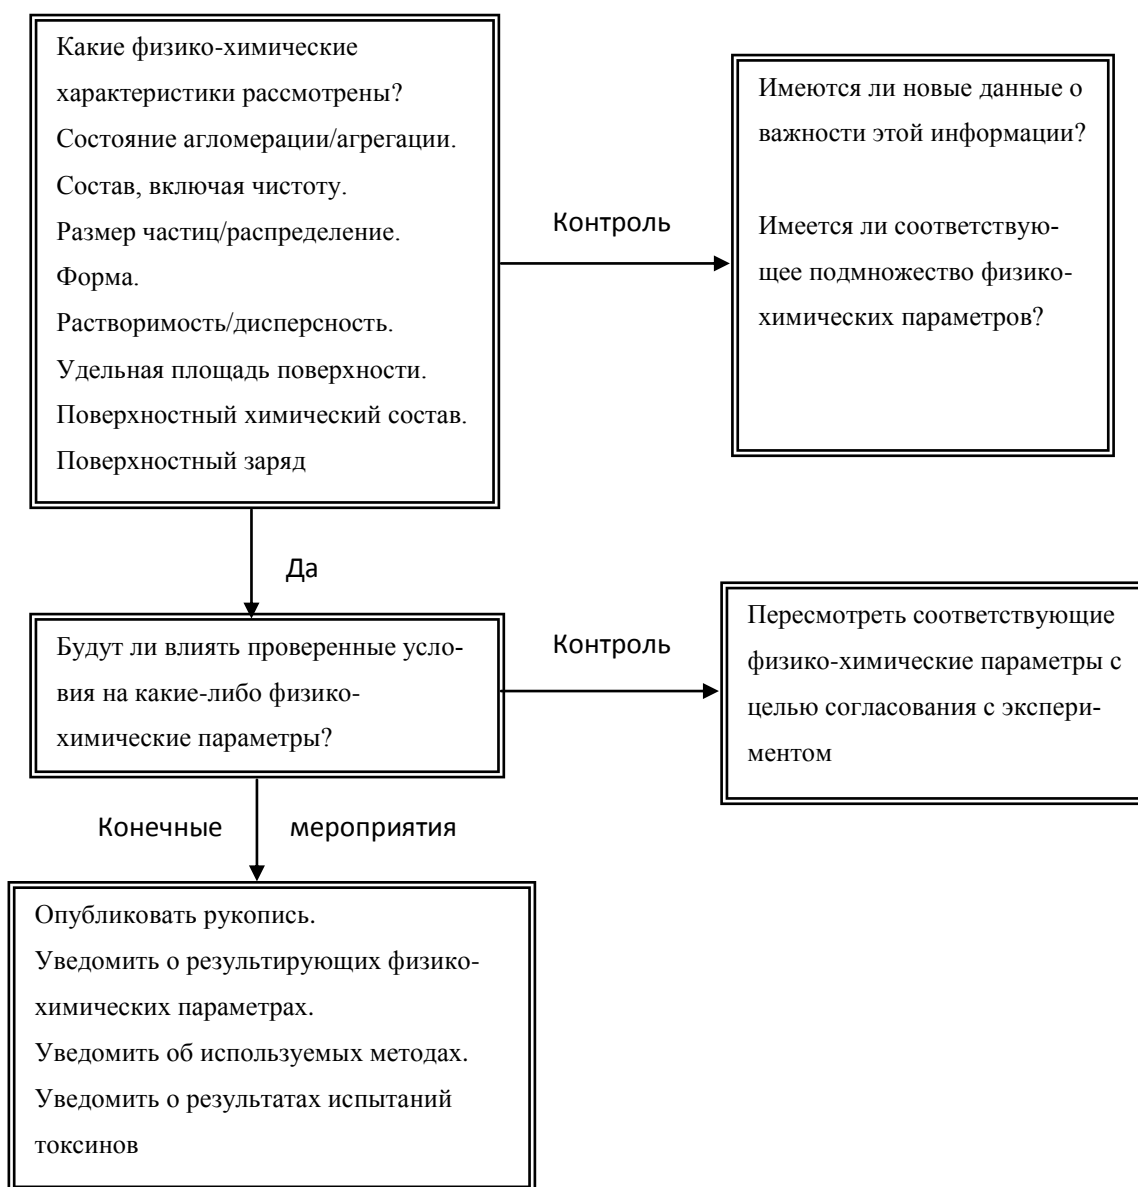 Какие физико-химические
характеристики рассмотрены?
Состояние агломерации/агрегации.
Состав, включая чистоту.
Размер частиц/распределение.
Форма.
Растворимость/дисперсность.
Удельная площадь поверхности.
Поверхностный химический состав.
Поверхностный заряд
Контроль
Имеются ли новые данные о
важности этой информации?
Имеется ли соответствую-
щее подмножество физико-
химических параметров?
Да
Будут ли влиять проверенные усло-
вия на какие-либо физико-
химические параметры?
Контроль
Пересмотреть соответствующие
физико-химические параметры с
целью согласования с экспери-
ментом
Конечные мероприятия
Опубликовать рукопись.
Уведомить о результирующих физико-
химических параметрах.
Уведомить об используемых методах.
Уведомить о результатах испытаний
токсинов